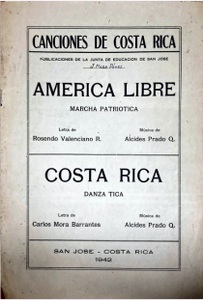 CANCIONES DE COSTA RICA
PUBLICACIONES DE LA JUNTA DE EDUCACION DE SAN JOSE
AMERICA LIBRE
MARCHA PATRIOTICA
Letra de
Música de
Rosendo Valenciano R.
Alcides Prado Q.
COSTA RICA
DANZA TICA
Letra de
Música de
Carlos Mora Barrantes
Alcides Prado Q.
SAN JOSE - COSTA RICA
1942